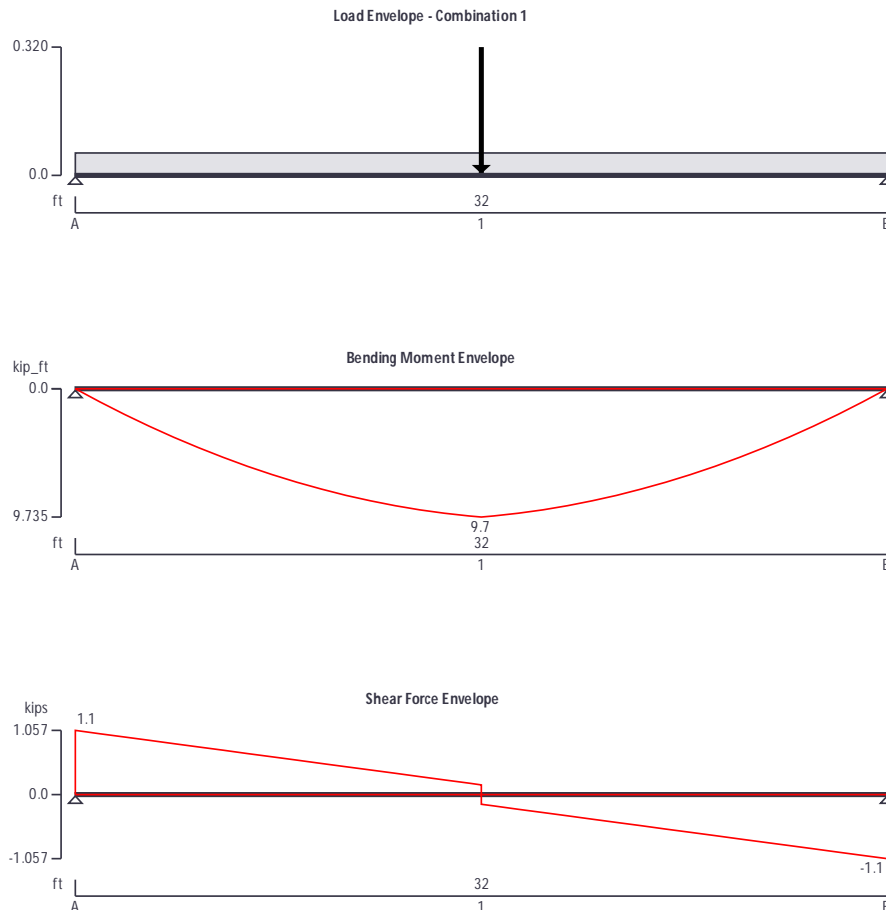 Load Envelope - Combination 1
0.320
0.0
ft
32
A
1
Bending Moment Envelope
kip_ft
0.0
9.735
9.7
ft
32
A
1
Shear Force Envelope
kips
1.1
1.057
0.0
-1.057
-1.1
ft
32
A
1